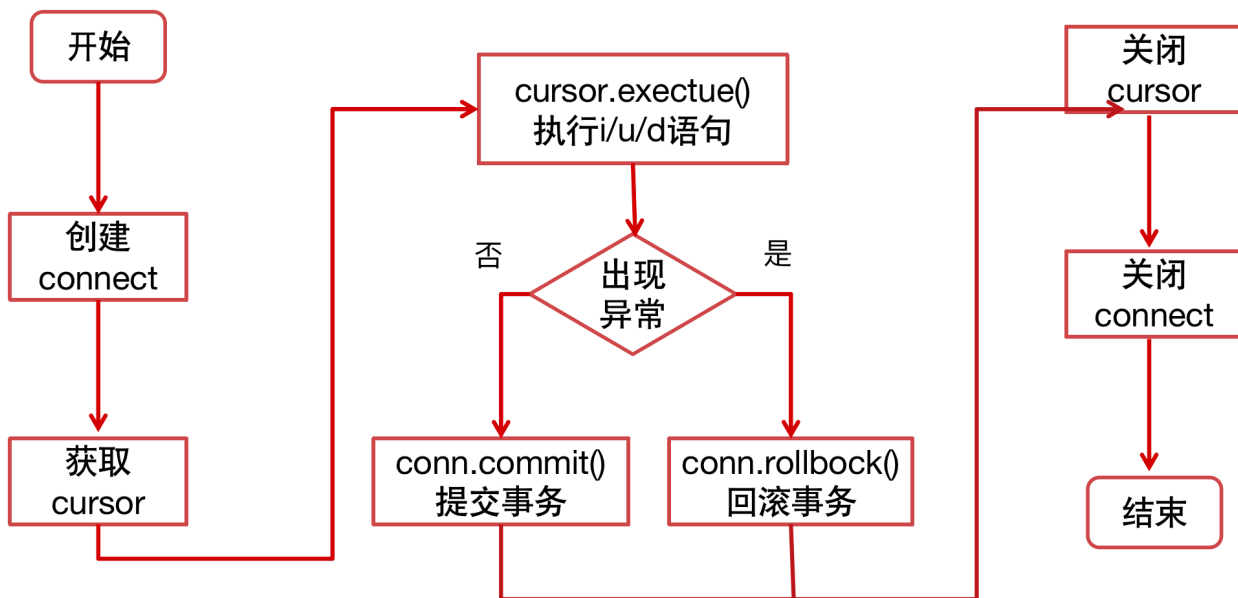 开始
创建
connect
获取
cursor
cursor.exectue()
执行i/u/d语句
出现
异常
否
是
conn.commit()
提交事务
conn.rollbock()
回滚事务
关闭
cursor
关闭
connect
结束